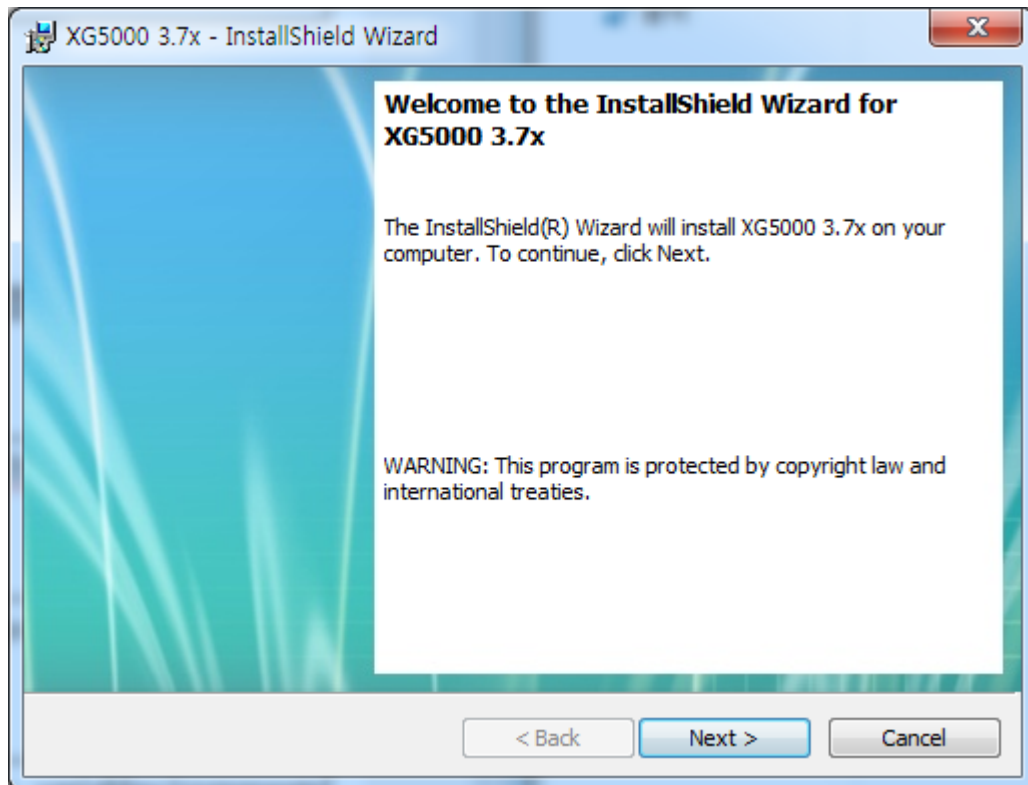 XG5000 3.7x - InstallShield Wizard
Welcome to the InstallShield Wizard for
XG5000 3.7x
The InstallShield(R) Wizard will install XG5000 3.7x on your
computer. To continue, click Next.
WARNING: This program is protected by copyright law and
international treaties.
< Back
Next >
Cancel